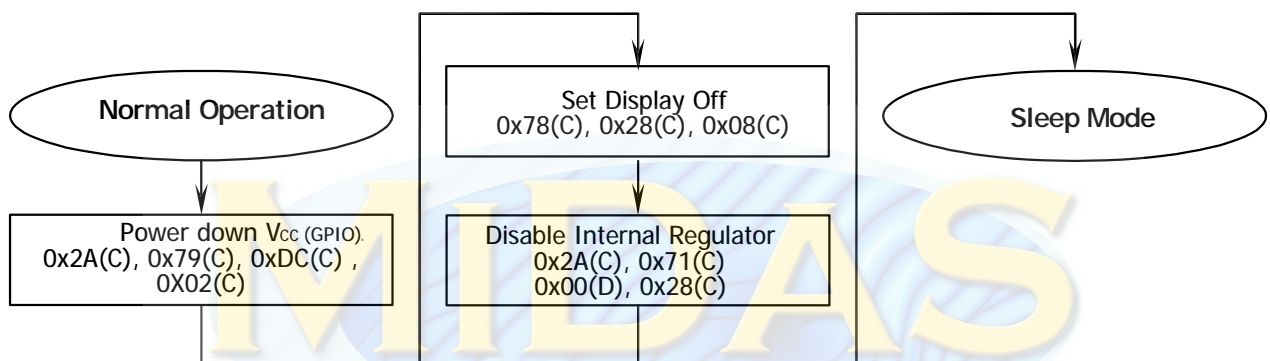 Normal Operation
Power down VCC (GPIO).
0x2A(C), 0x79(C), 0xDC(C) ,
0X02(C)
Set Display Off
0x78(C), 0x28(C), 0x08(C)
Disable Internal Regulator
0x2A(C), 0x71(C)
0x00(D), 0x28(C)
Sleep Mode
MIDAS